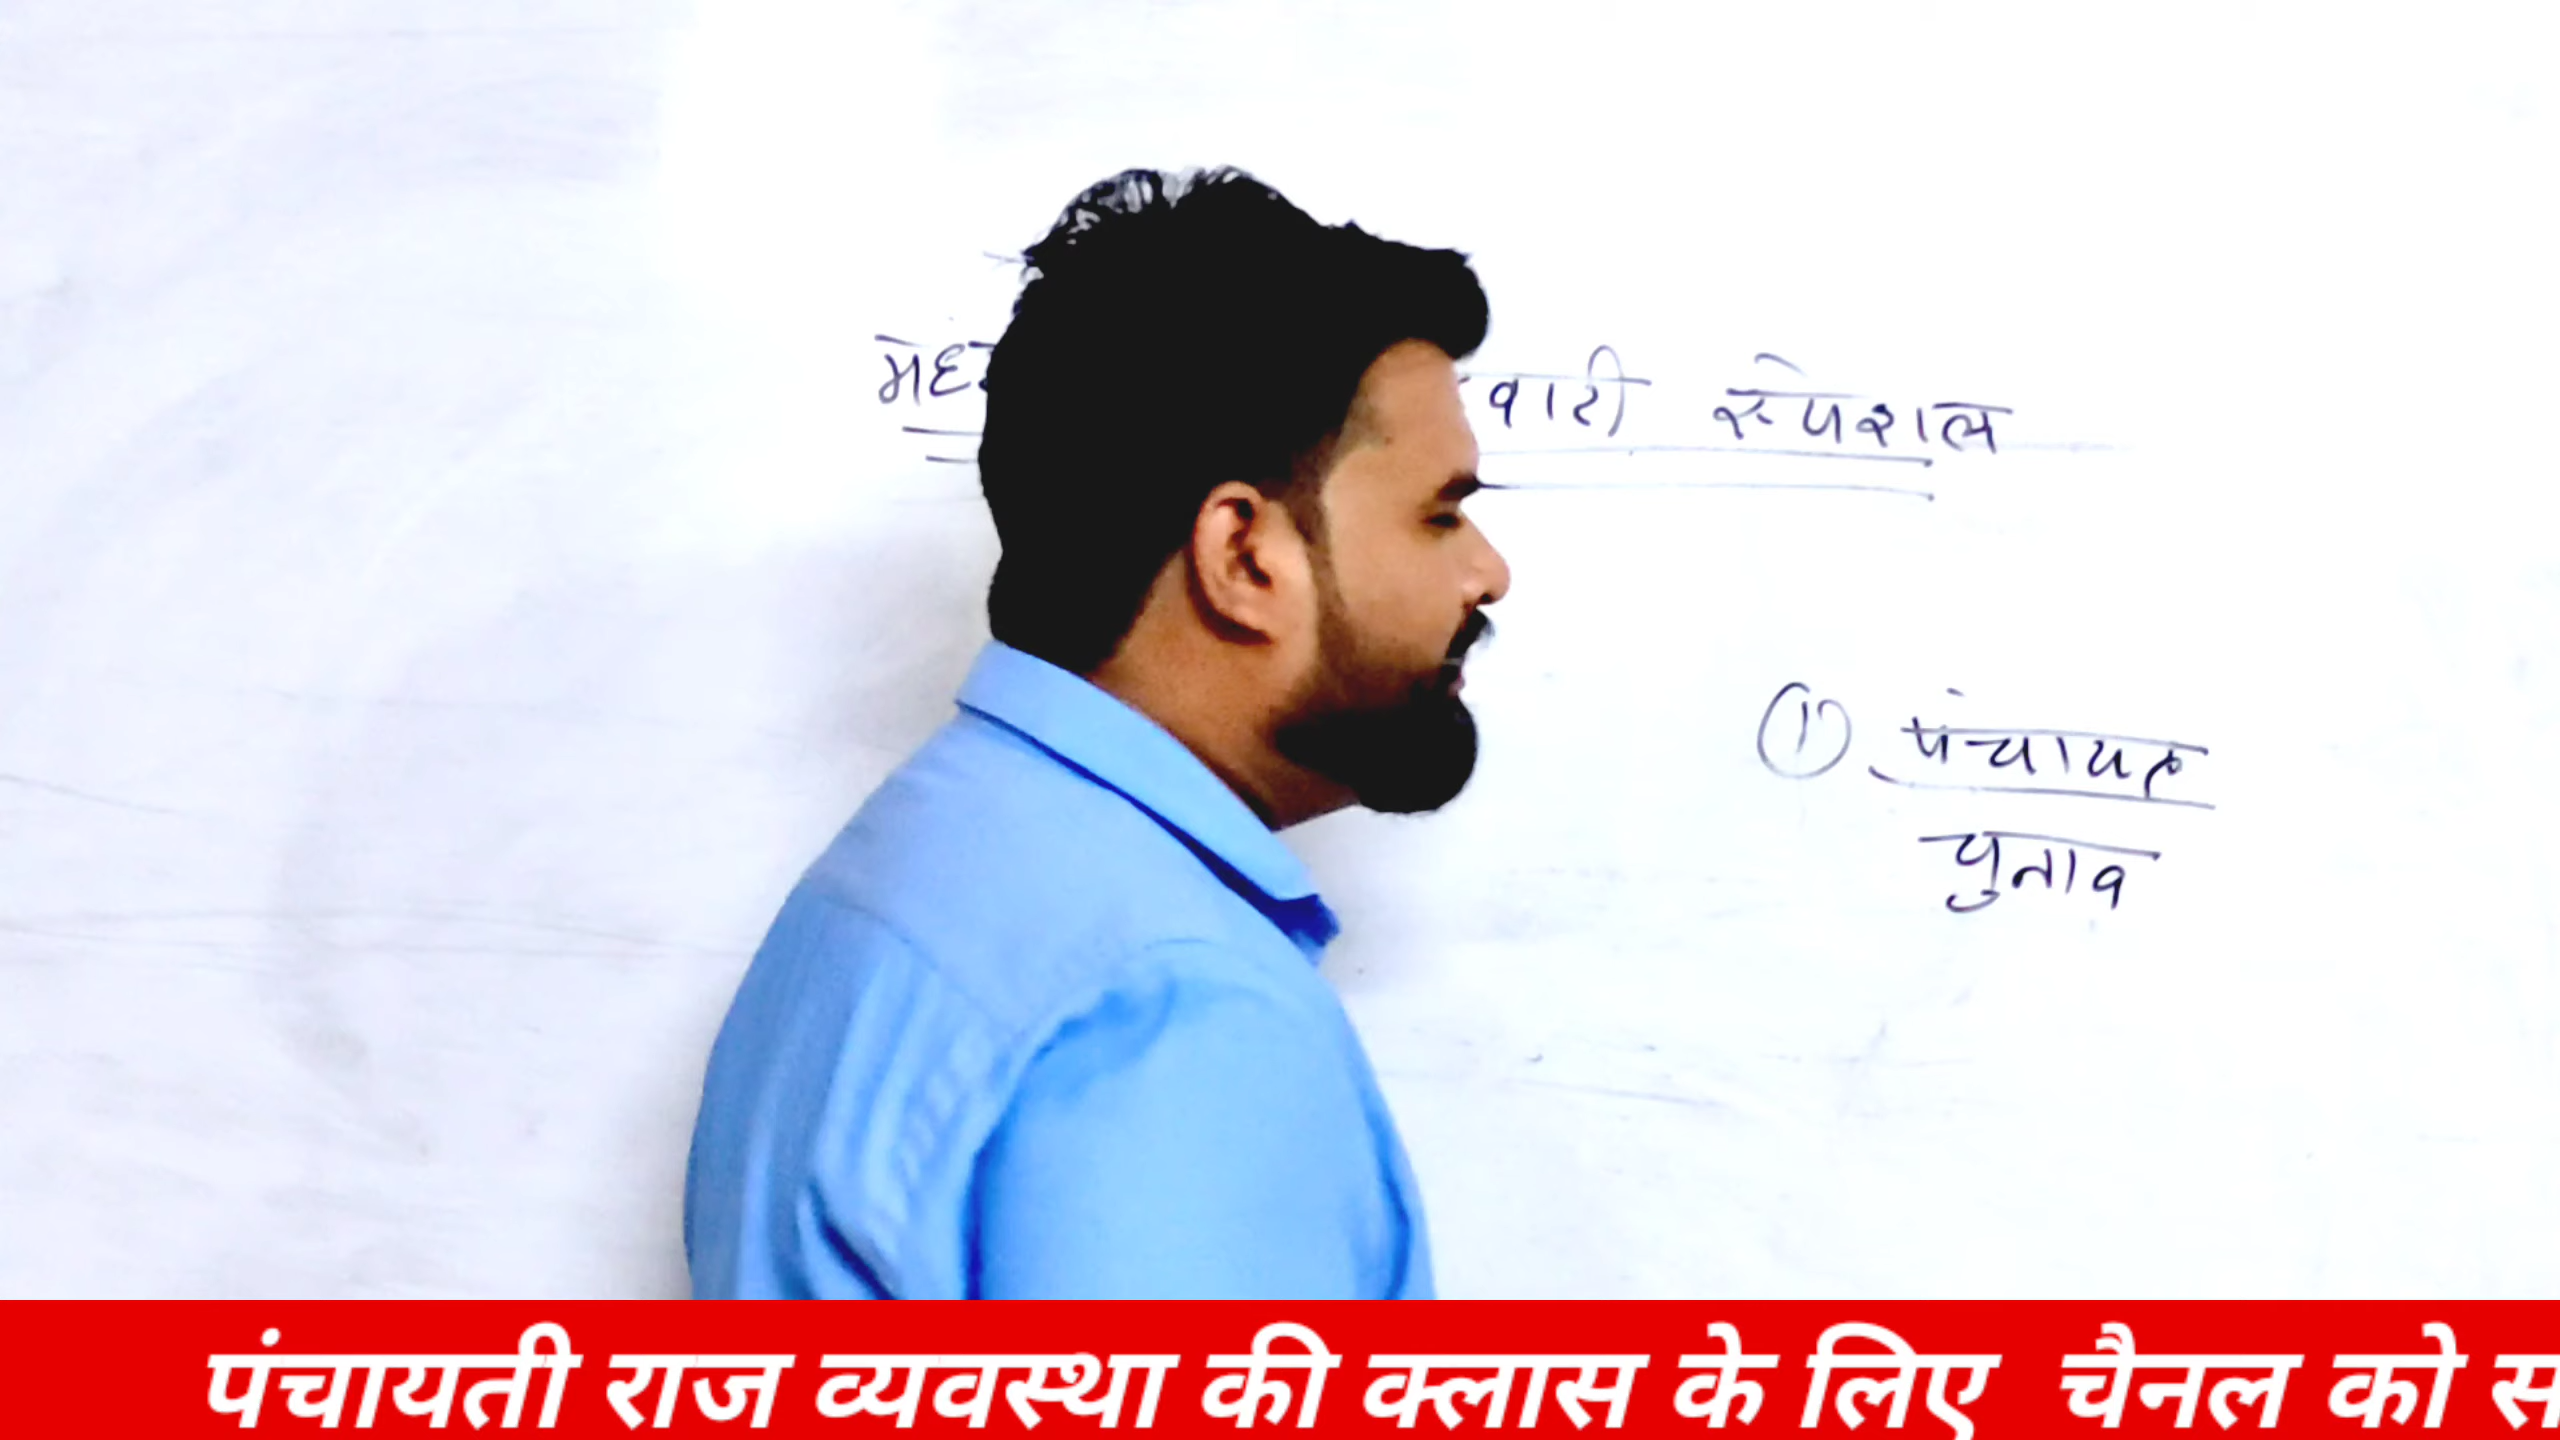 स्पेशल
① पंचायत
चुनाव
पंचायती राज व्यवस्था की क्लास के लिए चैनल को स